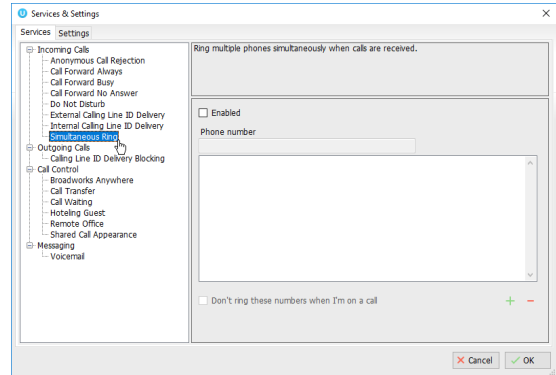 Services & Settings
Services Settings
Incoming Calls
Anonymous Call Rejection
Call Forward Always
Call Forward Busy
Call Forward No Answer
Do Not Disturb
External Calling Line ID Delivery
Internal Calling Line ID Delivery
Simultaneous Ring
Outgoing Calls
Calling Line ID Delivery Blocking
Call Control
Broadworks Anywhere
Call Transfer
Call Waiting
Hoteling Guest
Remote Office
Shared Call Appearance
Messaging
Voicemail
Ring multiple phones simultaneously when calls are received.
Enabled
Phone number
Don't ring these numbers when I'm on a call
Cancel OK